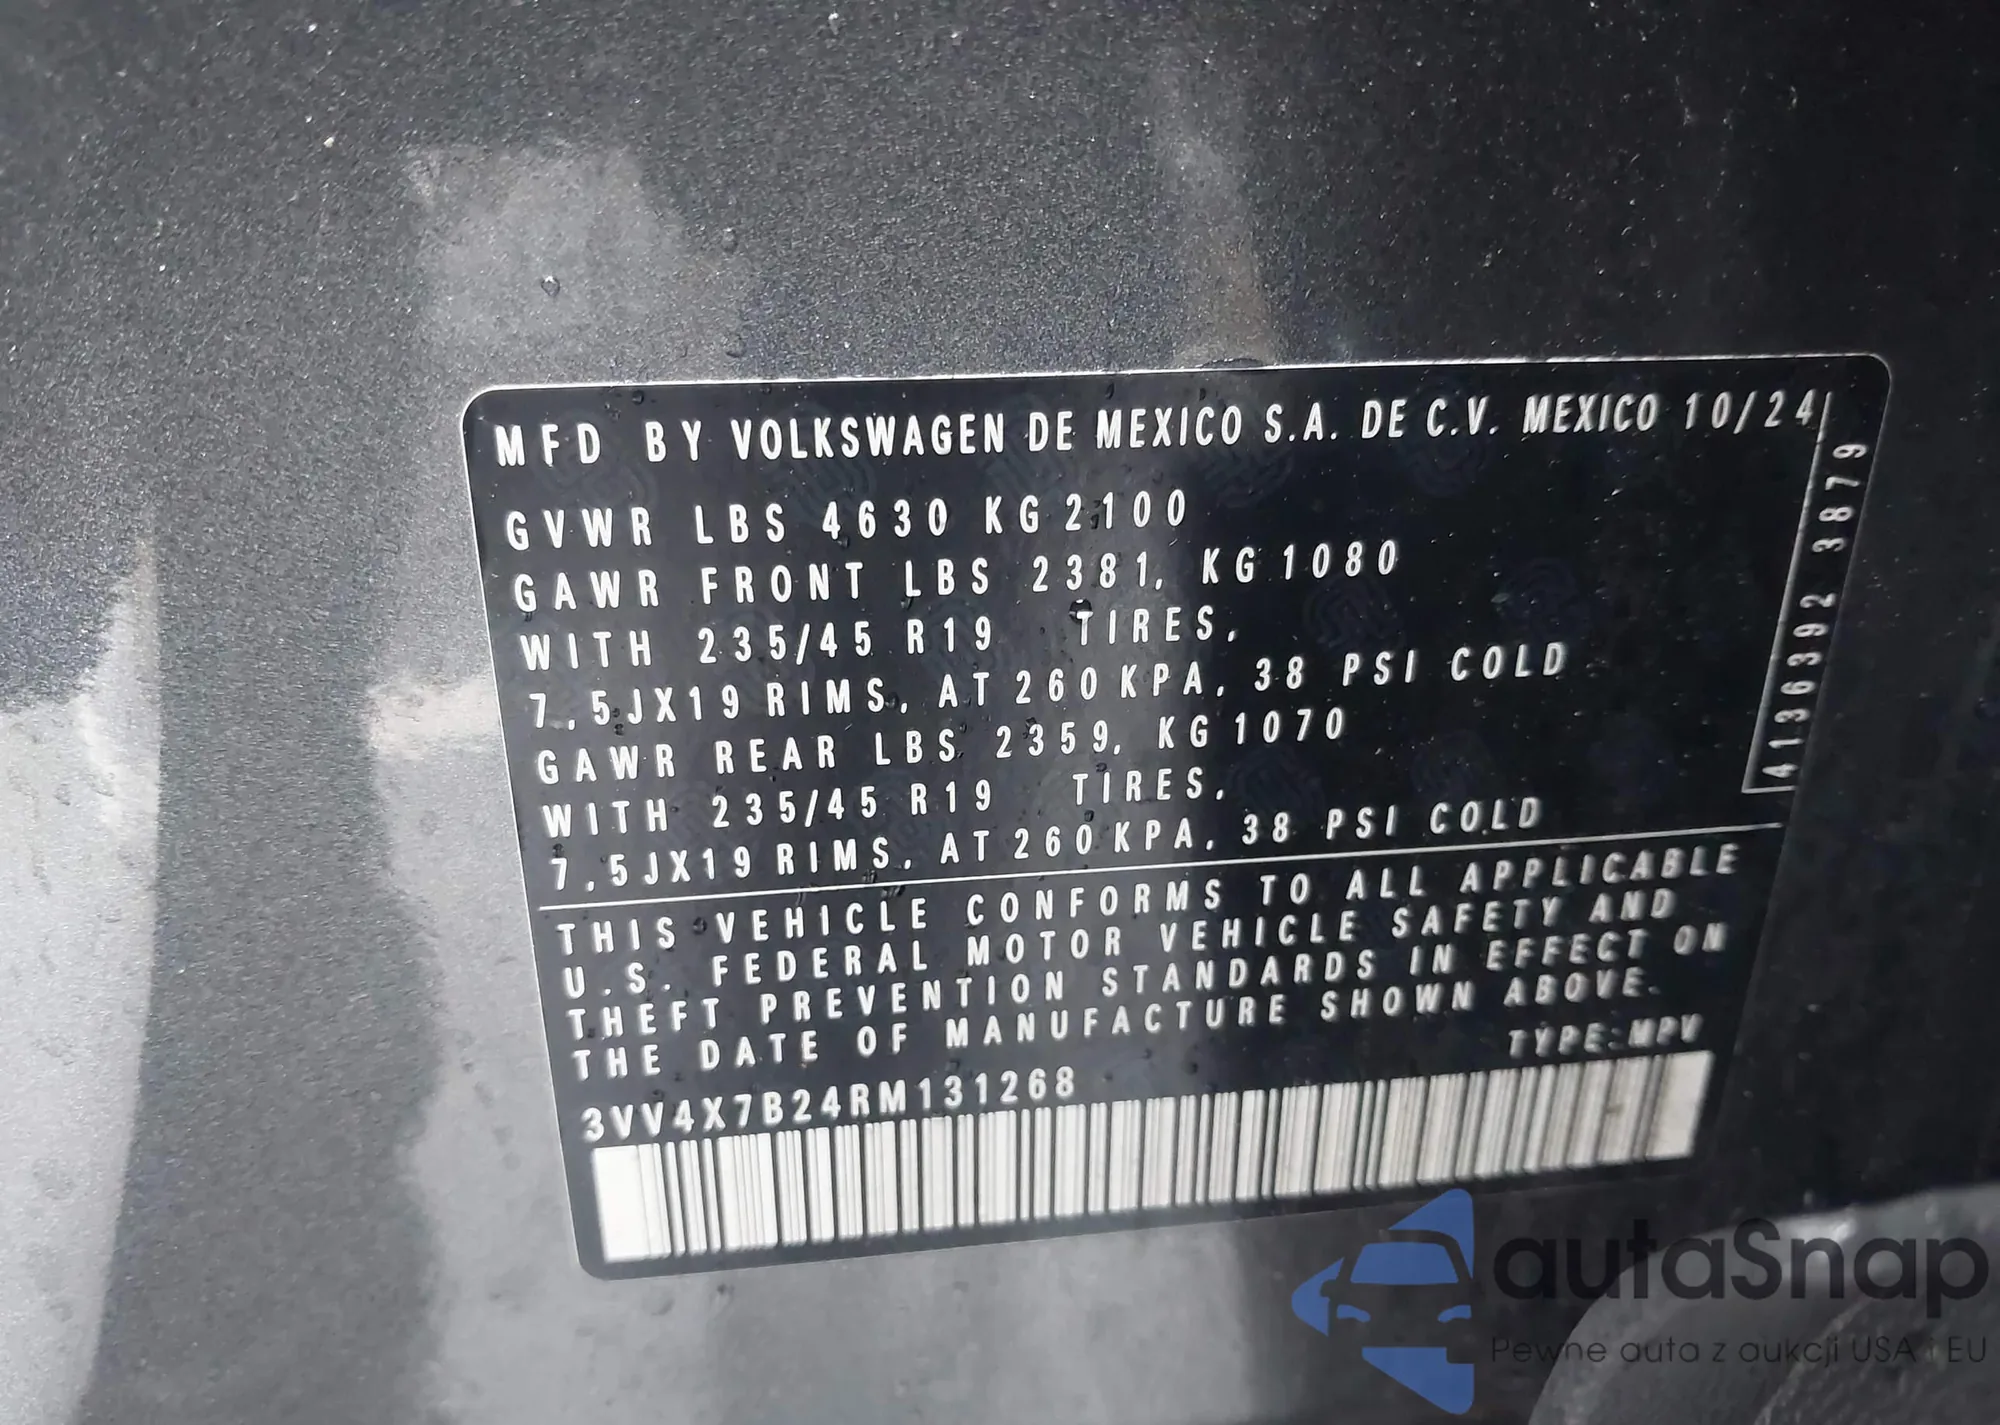 MFD BY VOLKSWAGEN DE MEXICO S.A. DE C.V. MEXICO 10/24
GVWR LBS 4630 KG 2100
GAWR FRONT LBS 2381, KG 1080
WITH 235/45 R19 TIRES,
7,5JX19 RIMS, AT 260 KPA, 38 PSI COLD
GAWR REAR LBS 2359, KG 1070
WITH 235/45 R19 TIRES,
7,5JX19 RIMS, AT 260 KPA, 38 PSI COLD
4136392 3879
THIS VEHICLE CONFORMS TO ALL APPLICABLE
U.S. FEDERAL MOTOR VEHICLE SAFETY AND
THEFT PREVENTION STANDARDS IN EFFECT ON
THE DATE OF MANUFACTURE SHOWN ABOVE.
TYPE:MPV
3VV4X7B24RM131268
autaSnap
Pewne auta z aukcji USA i EU